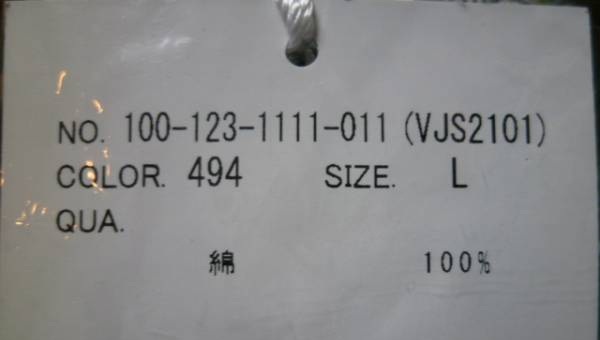 NO. 100-123-1111-011 (VJS2101)
COLOR. 494 SIZE. L
QUA.
綿 100%